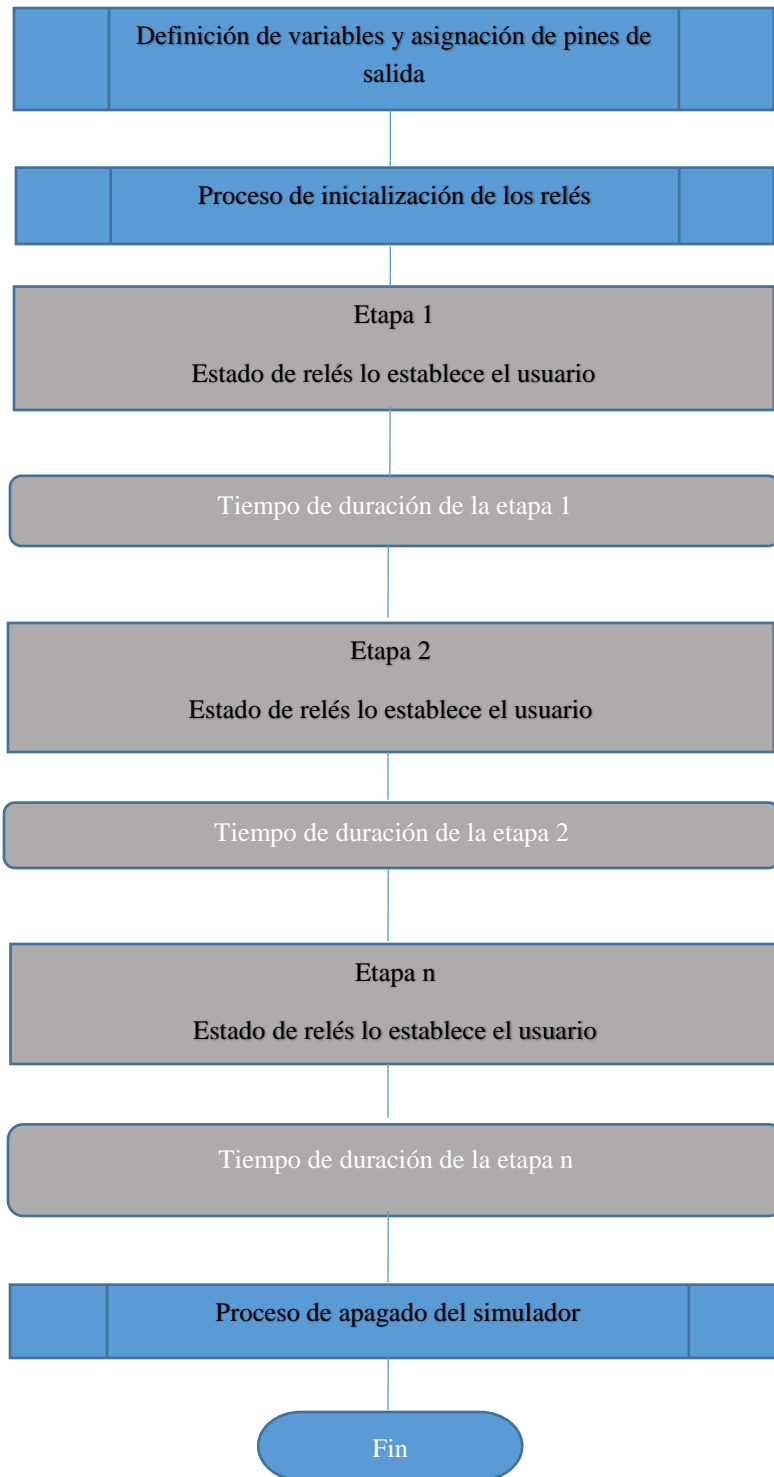 Definición de variables y asignación de pines de
salida
Proceso de inicialización de los relés
Etapa 1
Estado de relés lo establece el usuario
Tiempo de duración de la etapa 1
Etapa 2
Estado de relés lo establece el usuario
Tiempo de duración de la etapa 2
Etapa n
Estado de relés lo establece el usuario
Tiempo de duración de la etapa n
Proceso de apagado del simulador
Fin